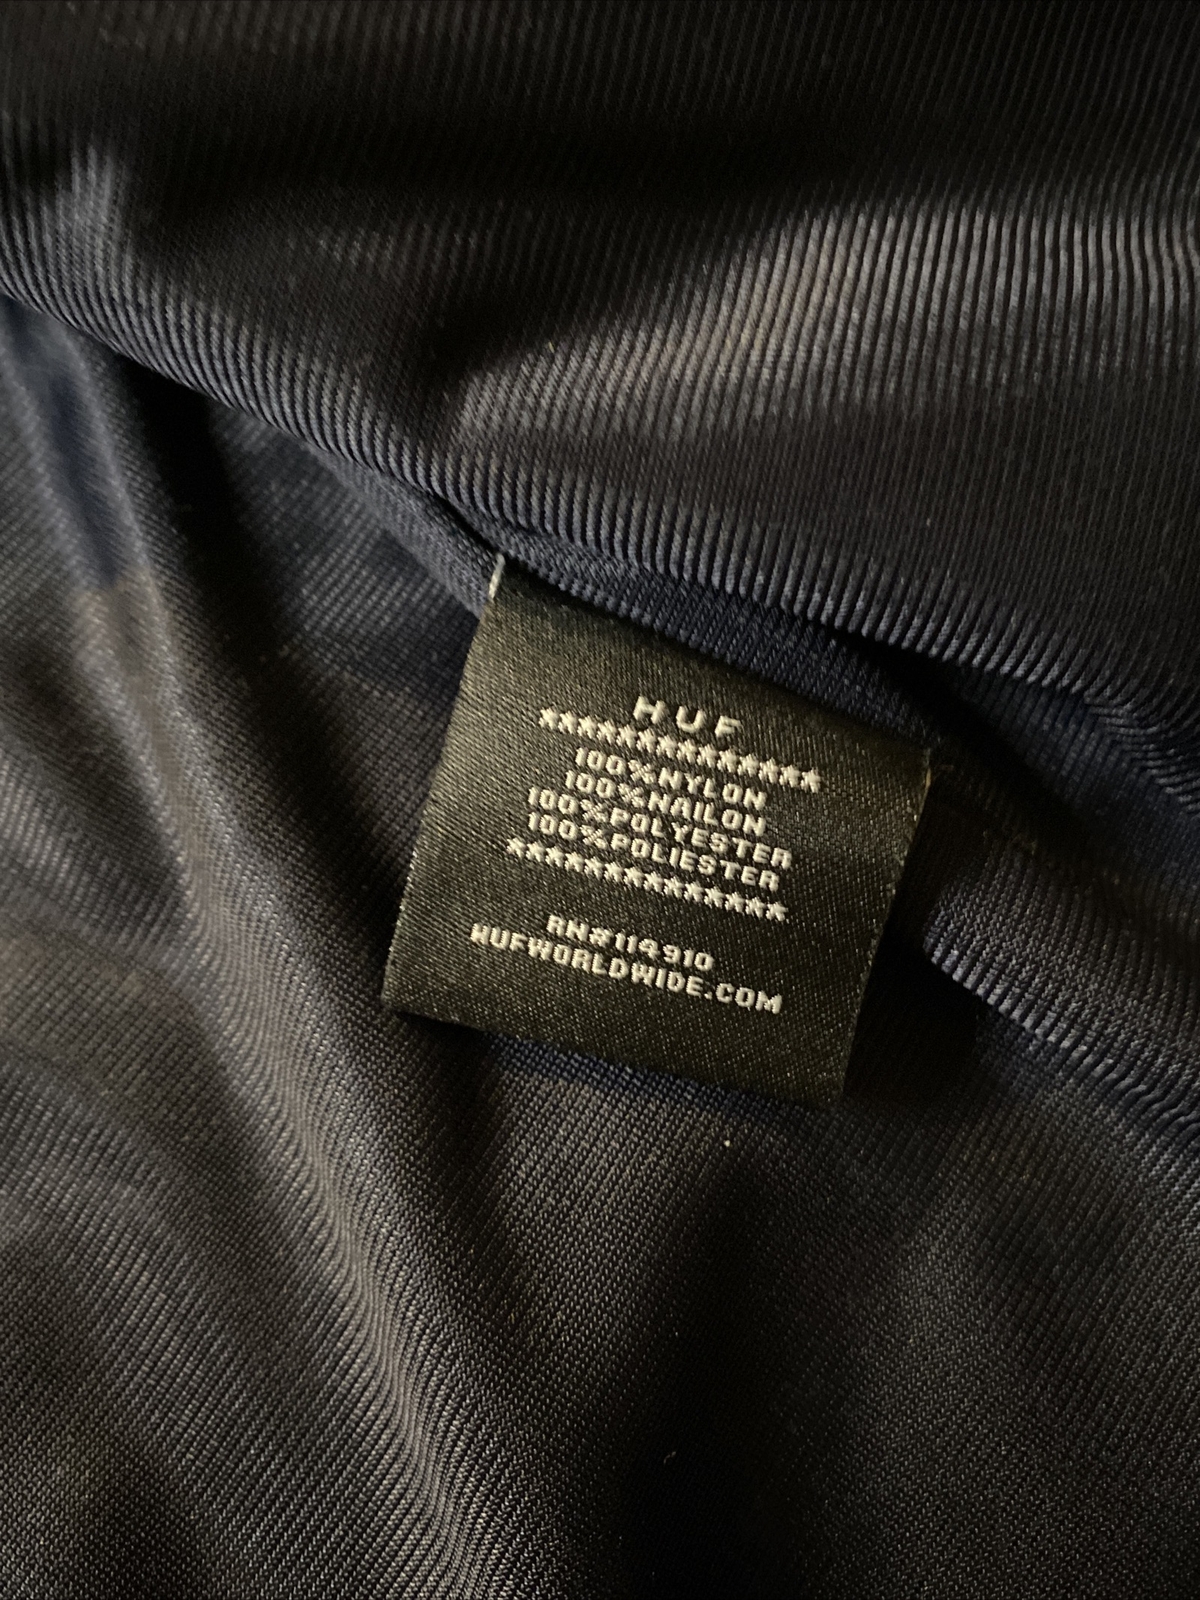 HUF
***************
100%NYLON
100%NAILON
100%POLYESTER
100%POLIESTER
***************
RN#114910
HUFWORLDWIDE.COM